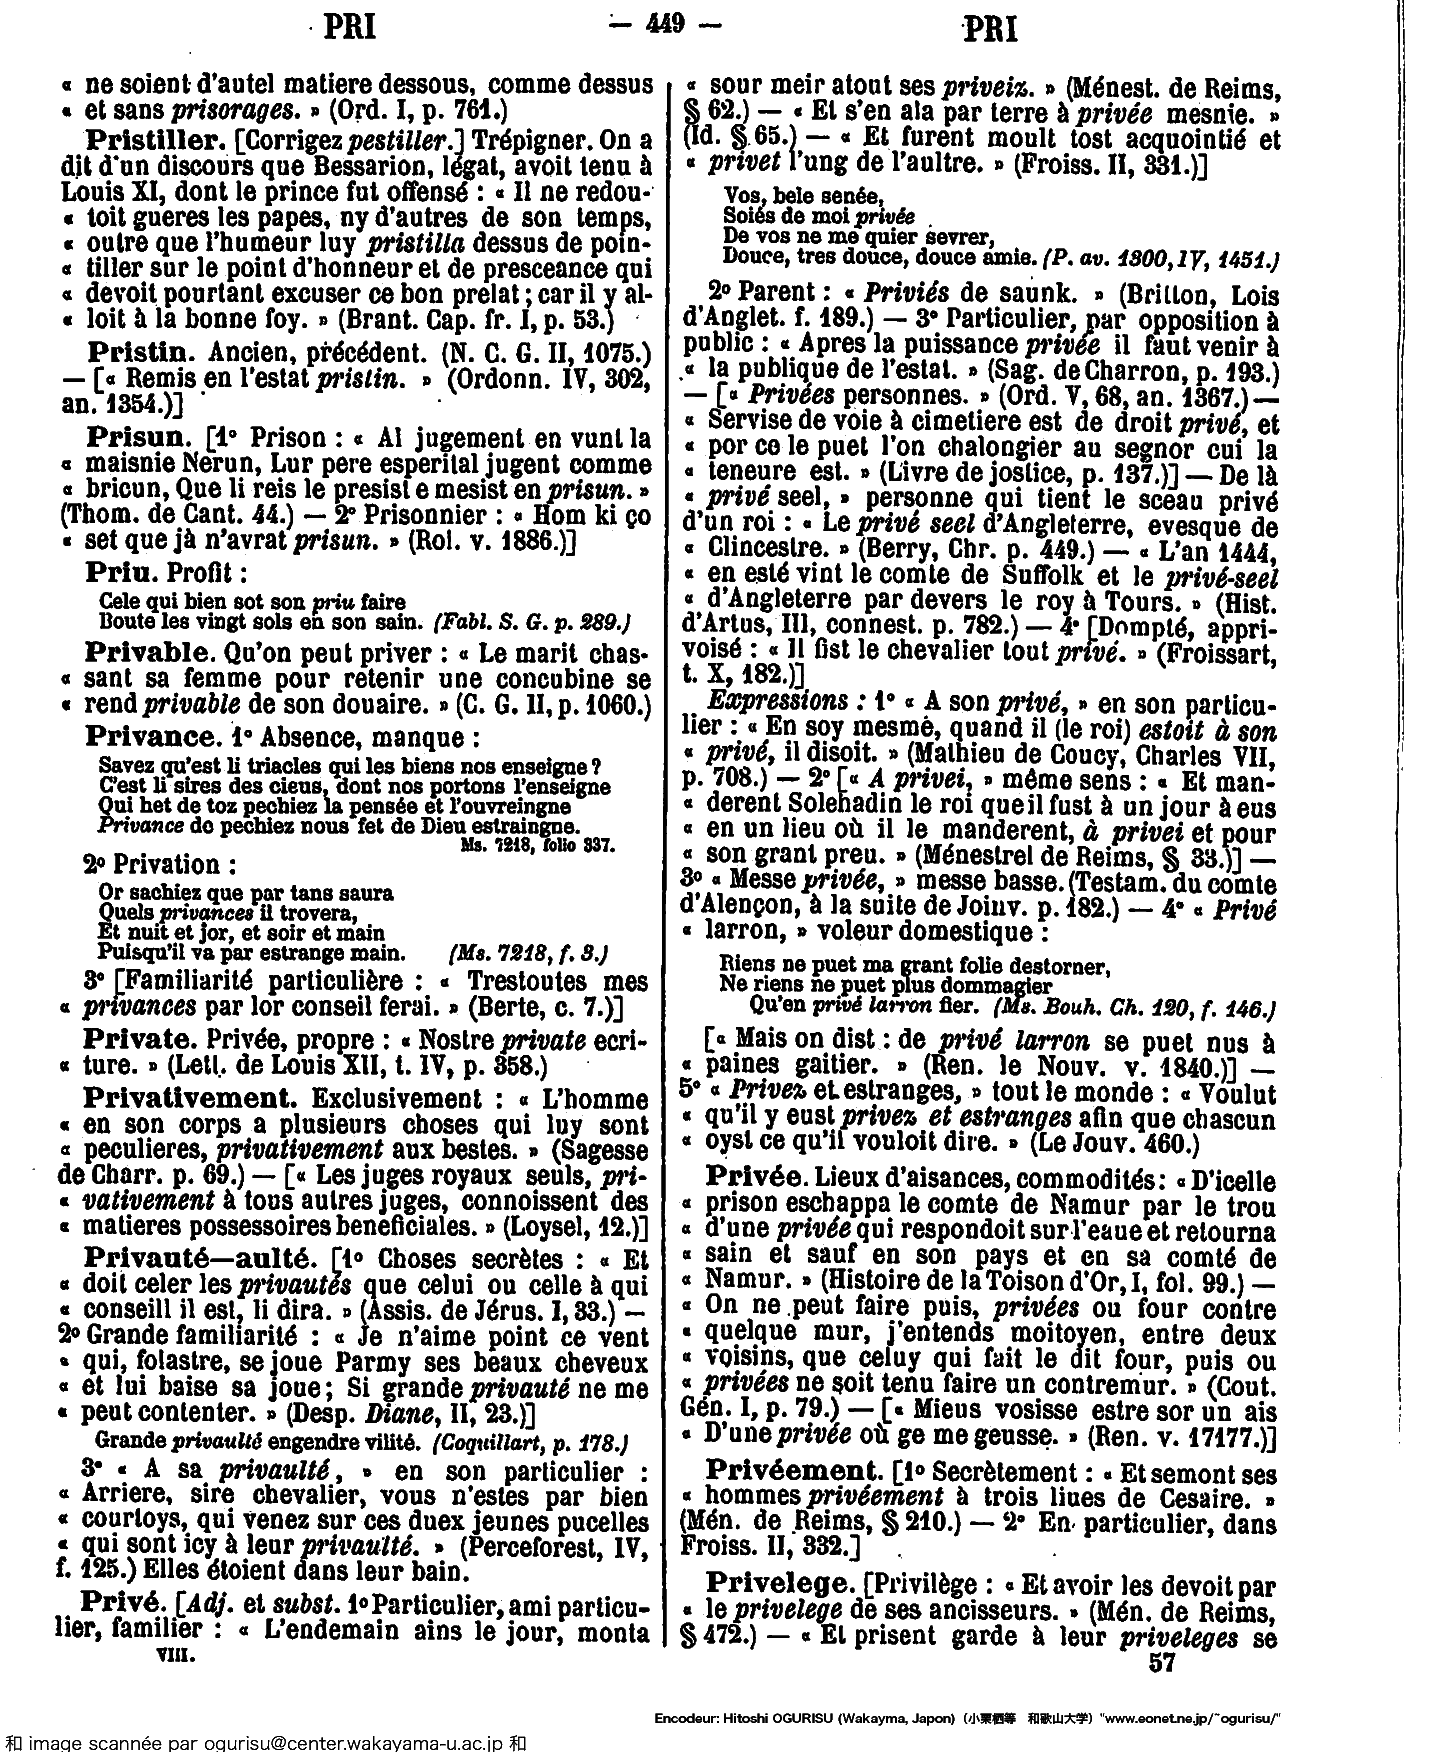 PRI — 449 — PRI
« ne soient d'autel matiere dessous, comme dessus
« et sans prisorages. » (Ord. I, p. 761.)
Pristiller. [Corrigez pestiller.] Trépigner. On a
dit d'un discours que Bessarion, légat, avoit tenu à
Louis XI, dont le prince fut offensé : « Il ne redou-
« toit gueres les papes, ny d'autres de son temps,
« outre que l'humeur luy pristilla dessus de poin-
« tiller sur le point d'honneur et de presceance qui
« devoit pourtant excuser ce bon prelat ; car il y al-
« loit à la bonne foy. » (Brant. Cap. fr. I, p. 53.)
Pristin. Ancien, précédent. (N. C. G. II, 1075.)
— [« Remis en l'estat pristin. » (Ordonn. IV, 302,
an. 1354.)]
Prisun. [1° Prison : « Al jugement en vunt la
« maisnie Nerun, Lur pere esperital jugent comme
« bricun, Que li reis le presist e mesist en prisun. »
(Thom. de Cant. 44.) — 2° Prisonnier : « Hom ki ço
« set que jà n'avrat prisun. » (Rol. v. 1886.)]
Priu. Profit :
Cele qui bien sot son priu faire
Boute les vingt sols en son sain. (Fabl. S. G. p. 289.)
Privable. Qu'on peut priver : « Le marit chas-
« sant sa femme pour retenir une concubine se
« rend privable de son douaire. » (C. G. II, p. 1060.)
Privance. 1° Absence, manque :
Savez qu'est li triacles qui les biens nos enseigne ?
C'est li sires des cieus, dont nos portons l'enseigne
Qui het de toz pechiez la pensée et l'ouvreingne
Privance do pechiez nous fet de Dieu estraingne.
Ms. 7218, folio 337.
2° Privation :
Or sachiez que par tans saura
Quels privances il trovera,
Et nuit et jor, et soir et main
Puisqu'il va par estrange main. (Ms. 7218, f. 3.)
3° [Familiarité particulière : « Trestoutes mes
« privances par lor conseil ferai. » (Berte, c. 7.)]
Private. Privée, propre : « Nostre private ecri-
« ture. » (Lett. de Louis XII, t. IV, p. 358.)
Privativement. Exclusivement : « L'homme
« en son corps a plusieurs choses qui luy sont
« peculieres, privativement aux bestes. » (Sagesse
de Charr. p. 69.) — [« Les juges royaux seuls, pri-
« vativement à tous autres juges, connoissent des
« matieres possessoires beneficiales. » (Loysel, 12.)]
Privauté—aulté. [1° Choses secrètes : « Et
« doit celer les privautés que celui ou celle à qui
« conseill il est, li dira. » (Assis. de Jérus. I, 33.) —
2° Grande familiarité : « Je n'aime point ce vent
« qui, folastre, se joue Parmy ses beaux cheveux
« et lui baise sa joue ; Si grande privauté ne me
« peut contenter. » (Desp. Diane, II, 23.)]
Grande privaulté engendre vilité. (Coquillart, p. 178.)
3° « A sa privaulté, » en son particulier :
« Arriere, sire chevalier, vous n'estes par bien
« courtoys, qui venez sur ces duex jeunes pucelles
« qui sont icy à leur privaulté. » (Perceforest, IV,
f. 125.) Elles étoient dans leur bain.
Privé. [Adj. et subst. 1° Particulier, ami particu-
lier, familier : « L'endemain ains le jour, monta
VIII.
« sour meir atout ses priveiz. » (Ménest. de Reims,
§ 62.) — « Et s'en ala par terre à privée mesnie. »
(Id. § 65.) — « Et furent moult tost acquointié et
« privet l'ung de l'aultre. » (Froiss. II, 331.)]
Vos, bele senée,
Soiés de moi privée
De vos ne me quier sevrer,
Douce, tres douce, douce amie. (P. av. 1300, IV, 1451.)
2° Parent : « Priviés de saunk. » (Britton, Lois
d'Anglet. f. 189.) — 3° Particulier, par opposition à
public : « Apres la puissance privée il faut venir à
« la publique de l'estat. » (Sag. de Charron, p. 193.)
— [« Privées personnes. » (Ord. V, 68, an. 1367.) —
« Servise de voie à cimetiere est de droit privé, et
« por ce le puet l'on chalongier au segnor cui la
« teneure est. » (Livre de jostice, p. 137.)] — De là
« privé seel, » personne qui tient le sceau privé
d'un roi : « Le privé seel d'Angleterre, evesque de
« Clincestre. » (Berry, Chr. p. 449.) — « L'an 1444,
« en esté vint le comte de Suffolk et le privé-seel
« d'Angleterre par devers le roy à Tours. » (Hist.
d'Artus, III, connest. p. 782.) — 4° [Dompté, appri-
voisé : « Il fist le chevalier tout privé. » (Froissart,
t. X, 182.)]
Expressions : 1° « A son privé, » en son particu-
lier : « En soy mesme, quand il (le roi) estoit à son
« privé, il disoit. » (Mathieu de Coucy, Charles VII,
p. 708.) — 2° [« A privei, » même sens : « Et man-
« derent Solehadin le roi que il fust à un jour à eus
« en un lieu où il le manderent, à privei et pour
« son grant preu. » (Ménestrel de Reims, § 33.)] —
3° « Messe privée, » messe basse. (Testam. du comte
d'Alençon, à la suite de Joinv. p. 182.) — 4° « Privé
« larron, » voleur domestique :
Riens ne puet ma grant folie destorner,
Ne riens ne puet plus dommagier
Qu'en privé larron fier. (Ms. Bouh. Ch. 120, f. 146.)
[« Mais on dist : de privé larron se puet nus à
« paines gaitier. » (Ren. le Nouv. v. 1840.)] —
5° « Privez et estranges, » tout le monde : « Voulut
« qu'il y eust privez et estranges afin que chascun
« oyst ce qu'il vouloit dire. » (Le Jouv. 460.)
Privée. Lieux d'aisances, commodités : « D'icelle
« prison eschappa le comte de Namur par le trou
« d'une privée qui respondoit sur l'eaue et retourna
« sain et sauf en son pays et en sa comté de
« Namur. » (Histoire de la Toison d'Or, I, fol. 99.) —
« On ne peut faire puis, privées ou four contre
« quelque mur, j'entends moitoyen, entre deux
« voisins, que celuy qui fait le dit four, puis ou
« privées ne soit tenu faire un contremur. » (Cout.
Gén. I, p. 79.) — [« Mieus vosisse estre sor un ais
« D'une privée où ge me geusse. » (Ren. v. 17177.)]
Privéement. [1° Secrètement : « Et semont ses
« hommes privéement à trois liues de Cesaire. »
(Mén. de Reims, § 210.) — 2° En particulier, dans
Froiss. II, 332.]
Privelege. [Privilège : « Et avoir les devoit par
« le privelege de ses ancisseurs. » (Mén. de Reims,
§ 472.) — « Et prisent garde à leur priveleges se
57
Encodeur: Hitoshi OGURISU (Wakayma, Japon)（小栗栖等　和歌山大学）"www.eonet.ne.jp/~ogurisu/"
和 image scannée par ogurisu@center.wakayama-u.ac.jp 和